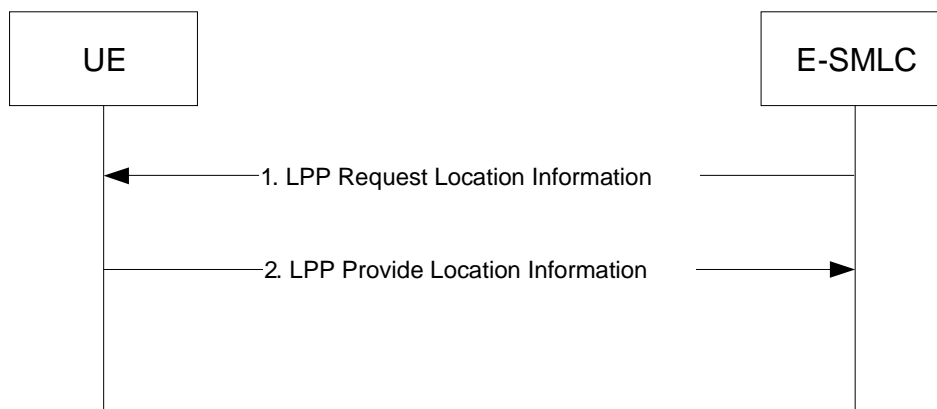 UE
E-SMLC
1. LPP Request Location Information
2. LPP Provide Location Information